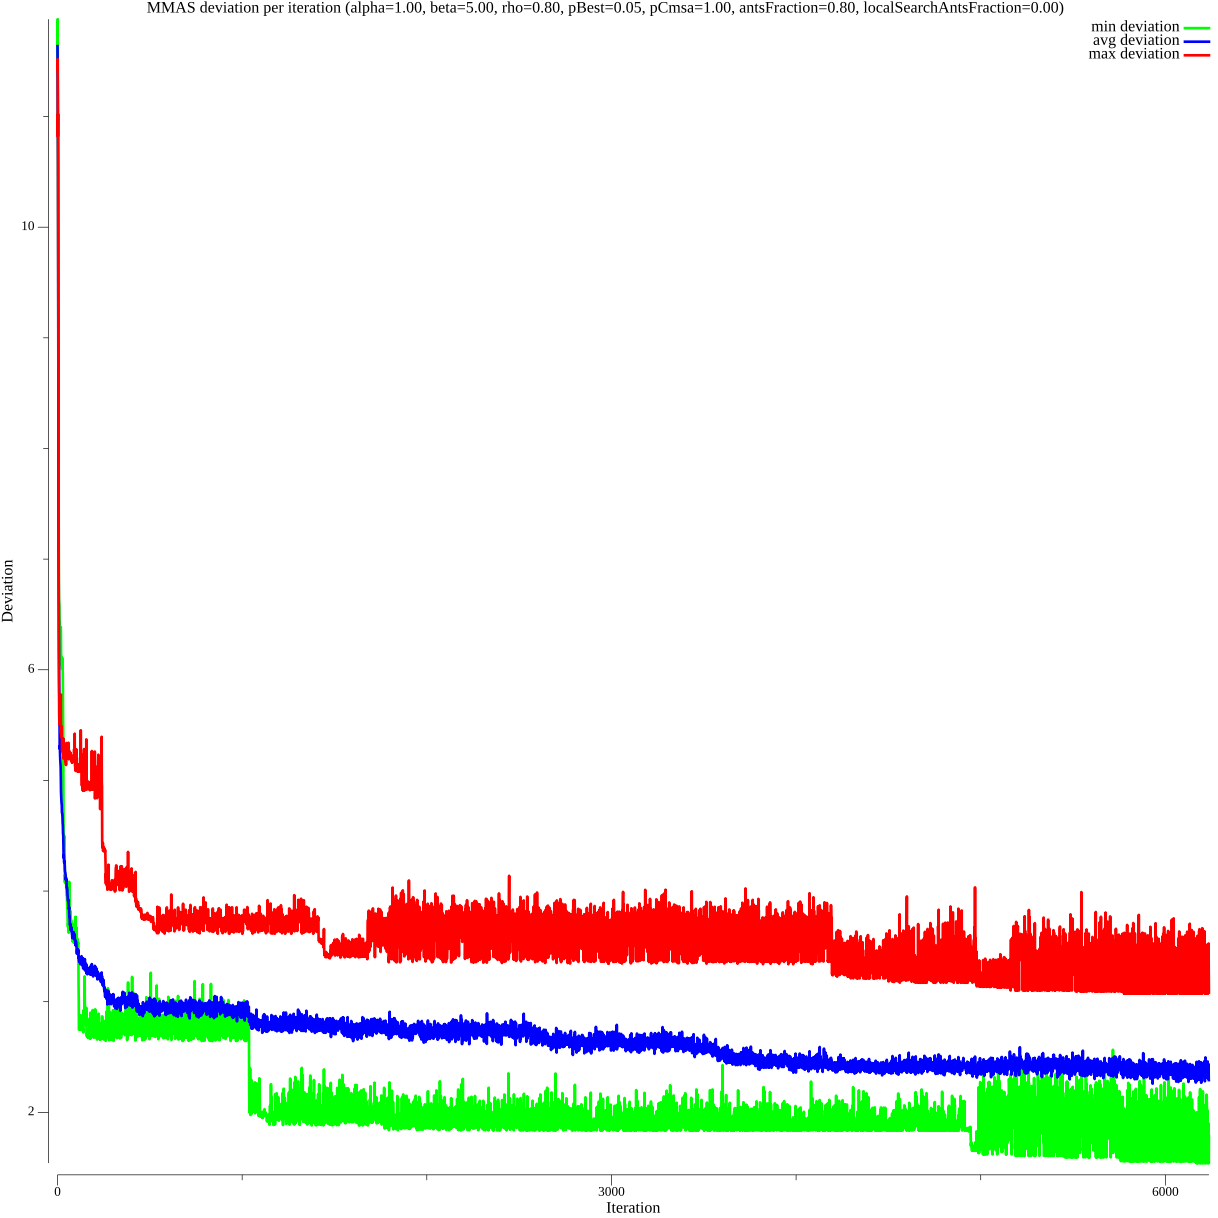 MMAS deviation per iteration (alpha=1.00, beta=5.00, rho=0.80, pBest=0.05, pCmsa=1.00, antsFraction=0.80, localSearchAntsFraction=0.00)
min deviation
avg deviation
max deviation
10
6
2
Deviation
0
3000
6000
Iteration